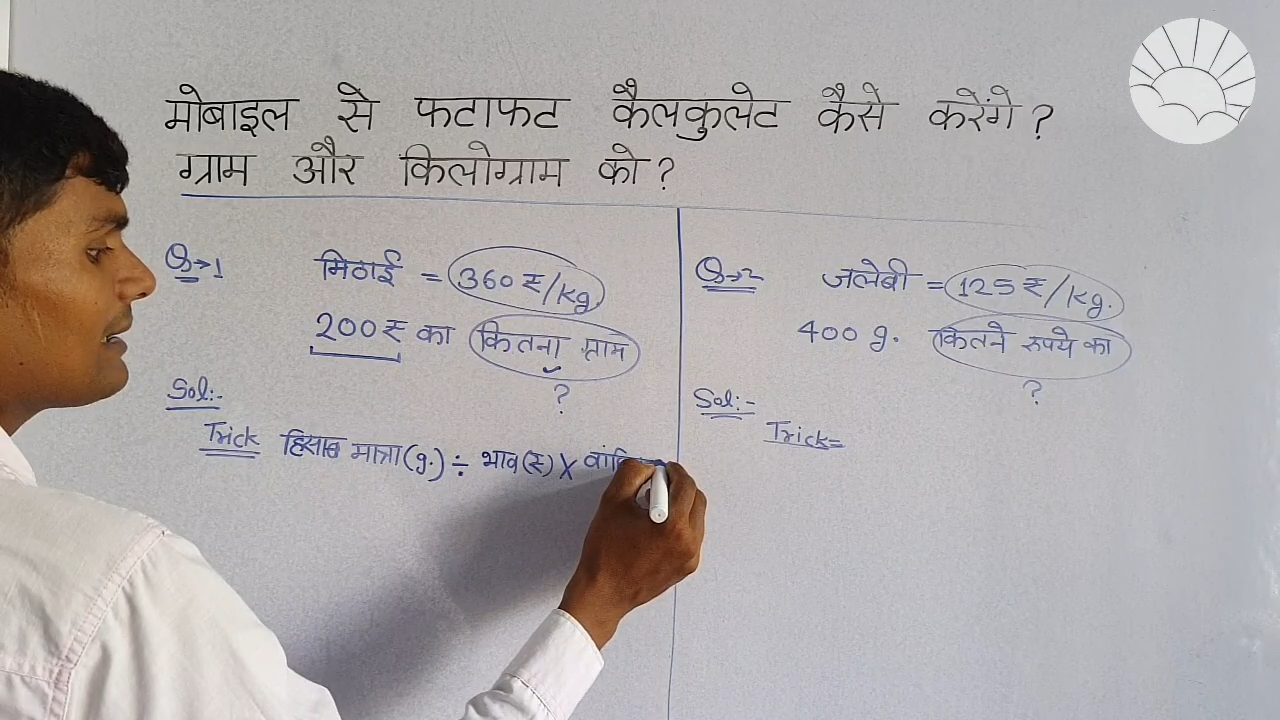 मोबाइल से फटाफट कैलकुलेट कैसे करेंगे ?
ग्राम और किलोग्राम को ?
Q→1 मिठाई = 360 ₹/kg.
200 ₹ का कितना ग्राम
?
Sol:-
Trick हिसाब मात्रा (g.) ÷ भाव (₹) X
Q→2 जलेबी = 125 ₹/kg.
400 g. कितने रुपये का
?
Sol:-
Trick=